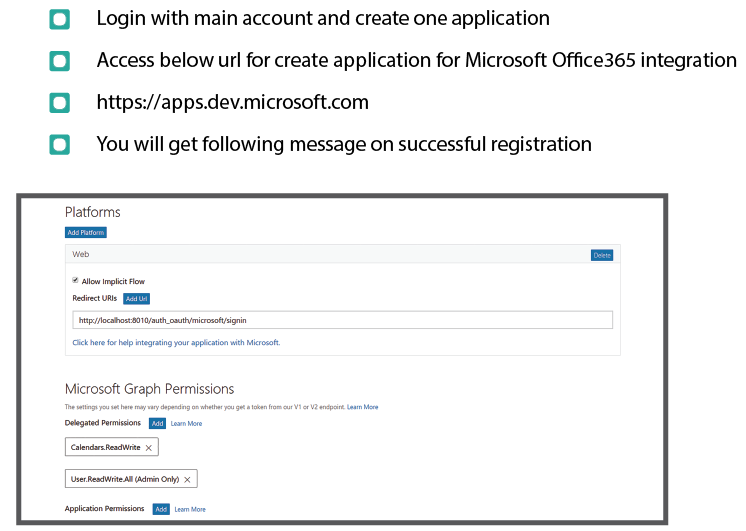 Login with main account and create one application
Access below url for create application for Microsoft Office365 integration
https://apps.dev.microsoft.com
You will get following message on successful registration
Platforms
Add Platform
Web
Delete
Allow Implicit Flow
Redirect URIs Add Url
http://localhost:8010/auth_oauth/microsoft/signin
Click here for help integrating your application with Microsoft.
Microsoft Graph Permissions
The settings you set here may vary depending on whether you get a token from our V1 or V2 endpoint. Learn More
Delegated Permissions Add Learn More
Calendars.ReadWrite
User.ReadWrite.All (Admin Only)
Application Permissions Add Learn More